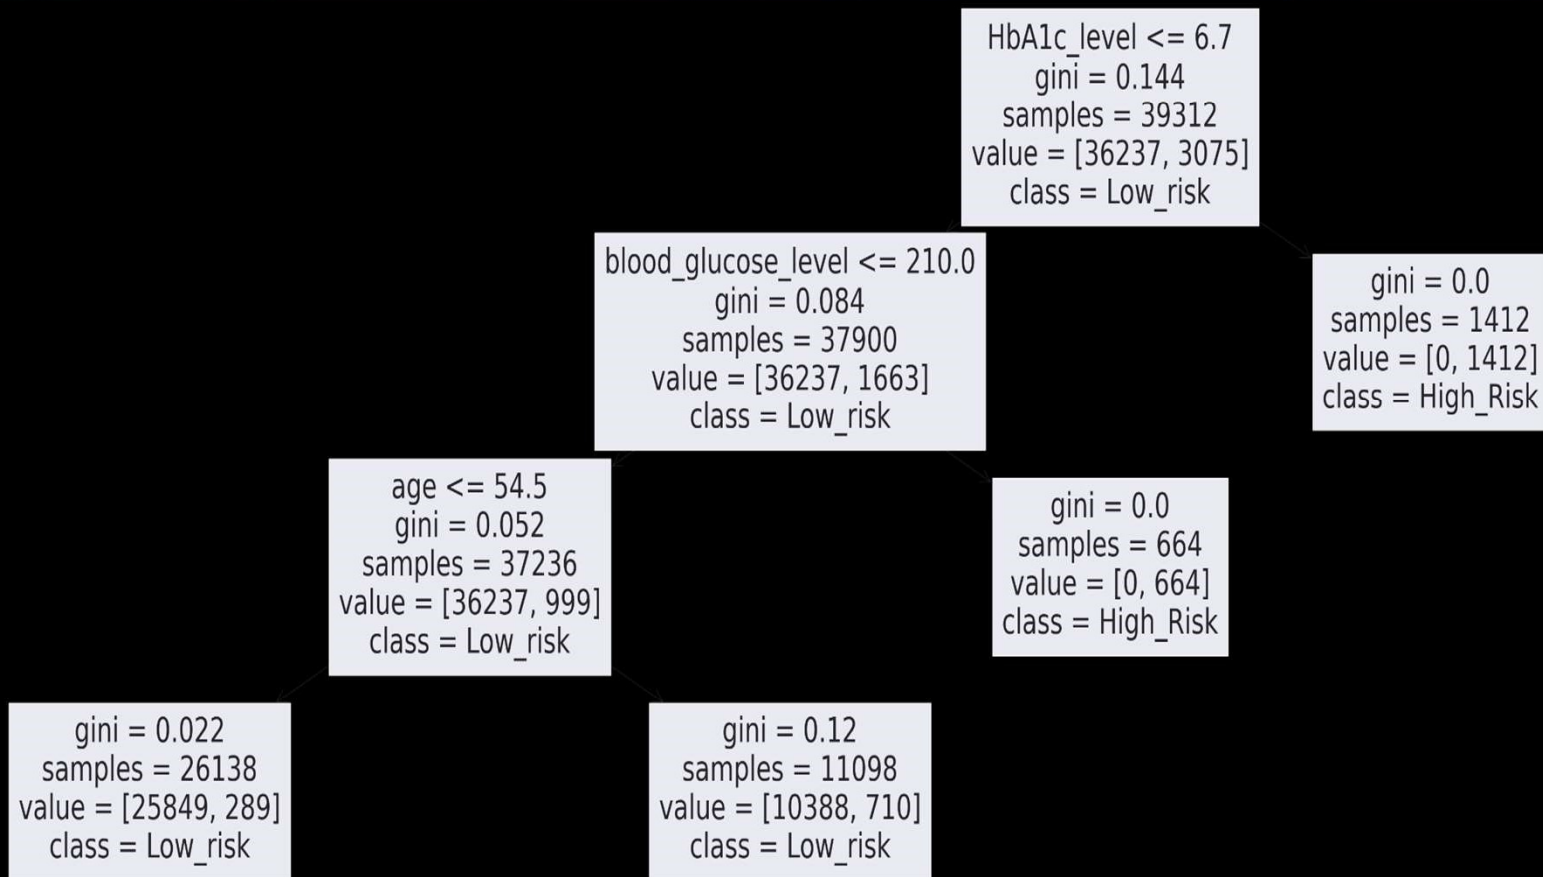 HbA1c_level <= 6.7
gini = 0.144
samples = 39312
value = [36237, 3075]
class = Low_risk
blood_glucose_level <= 210.0
gini = 0.084
samples = 37900
value = [36237, 1663]
class = Low_risk
gini = 0.0
samples = 1412
value = [0, 1412]
class = High_Risk
age <= 54.5
gini = 0.052
samples = 37236
value = [36237, 999]
class = Low_risk
gini = 0.0
samples = 664
value = [0, 664]
class = High_Risk
gini = 0.022
samples = 26138
value = [25849, 289]
class = Low_risk
gini = 0.12
samples = 11098
value = [10388, 710]
class = Low_risk